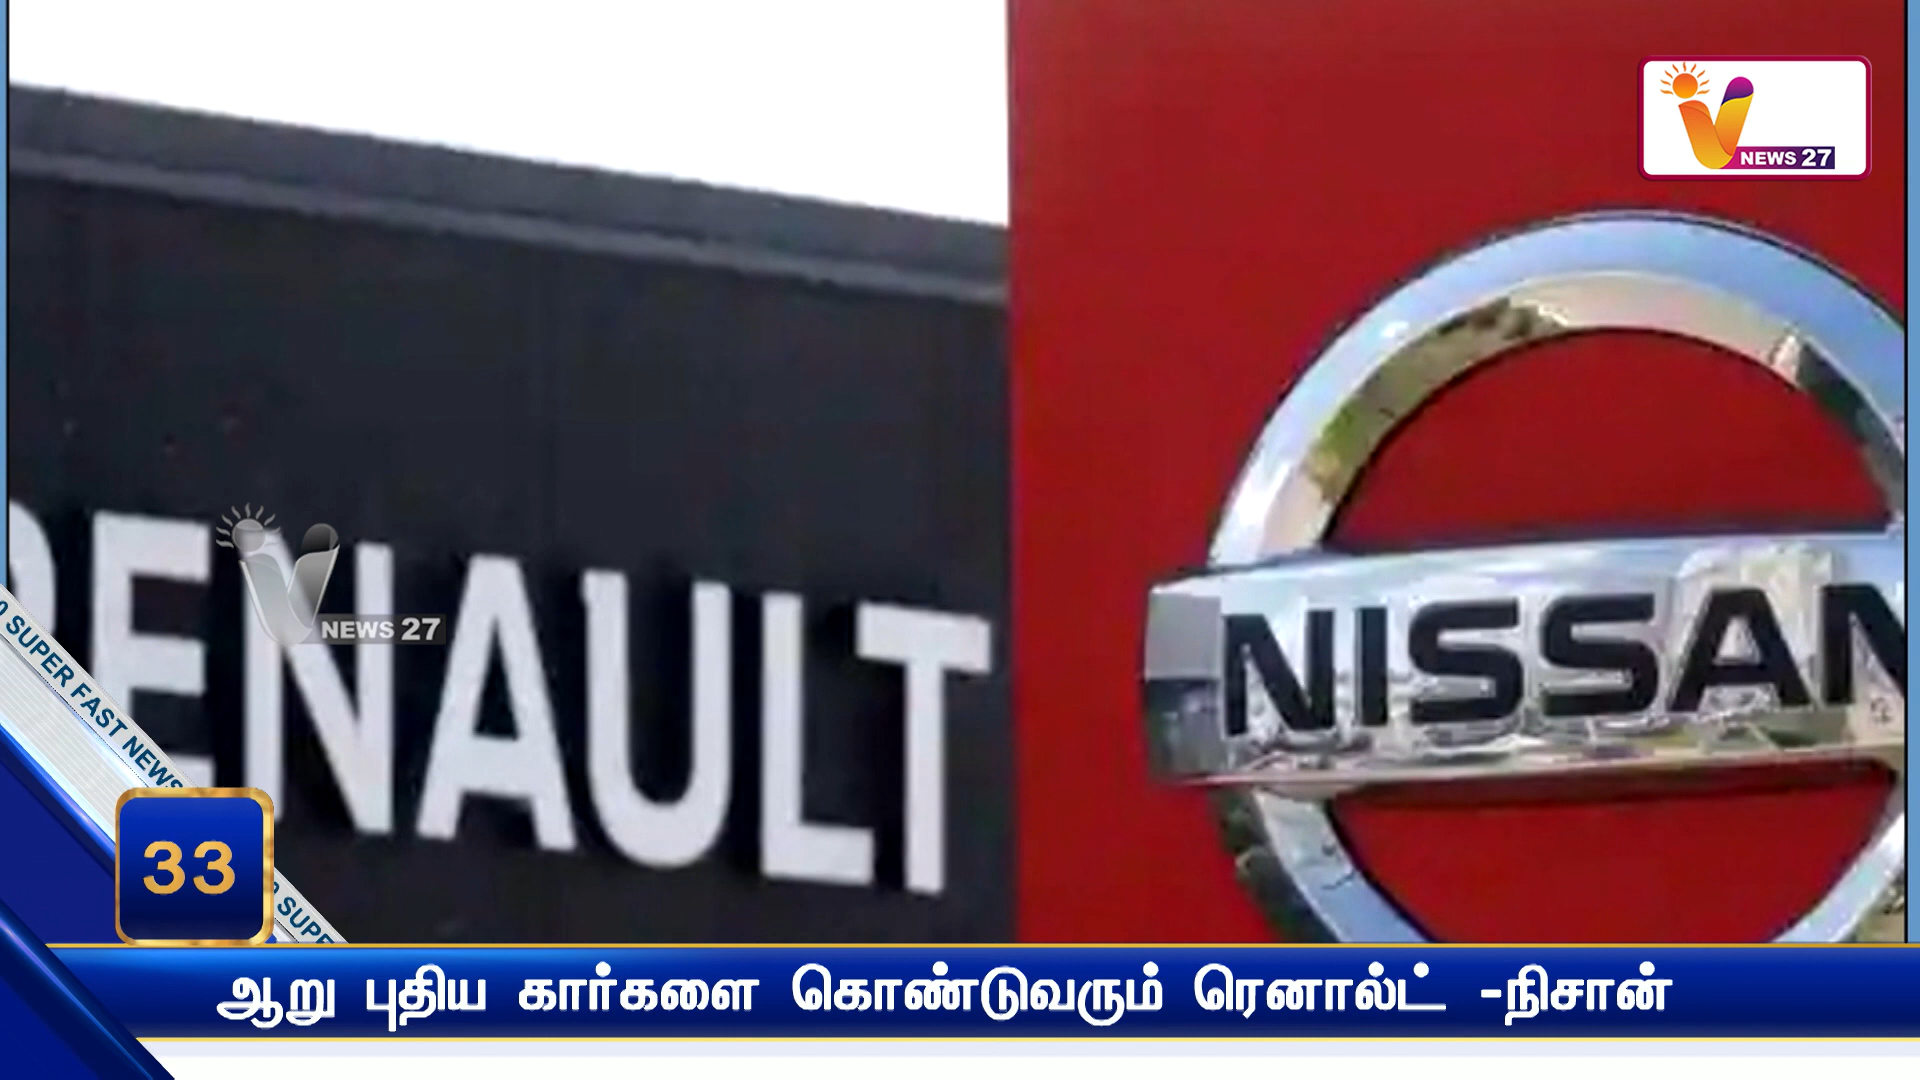 NEWS 27
RENAULT
NISSAN
NEWS 27
SUPER FAST NEWS
33
ஆறு புதிய கார்களை கொண்டுவரும் ரெனால்ட் -நிசான்